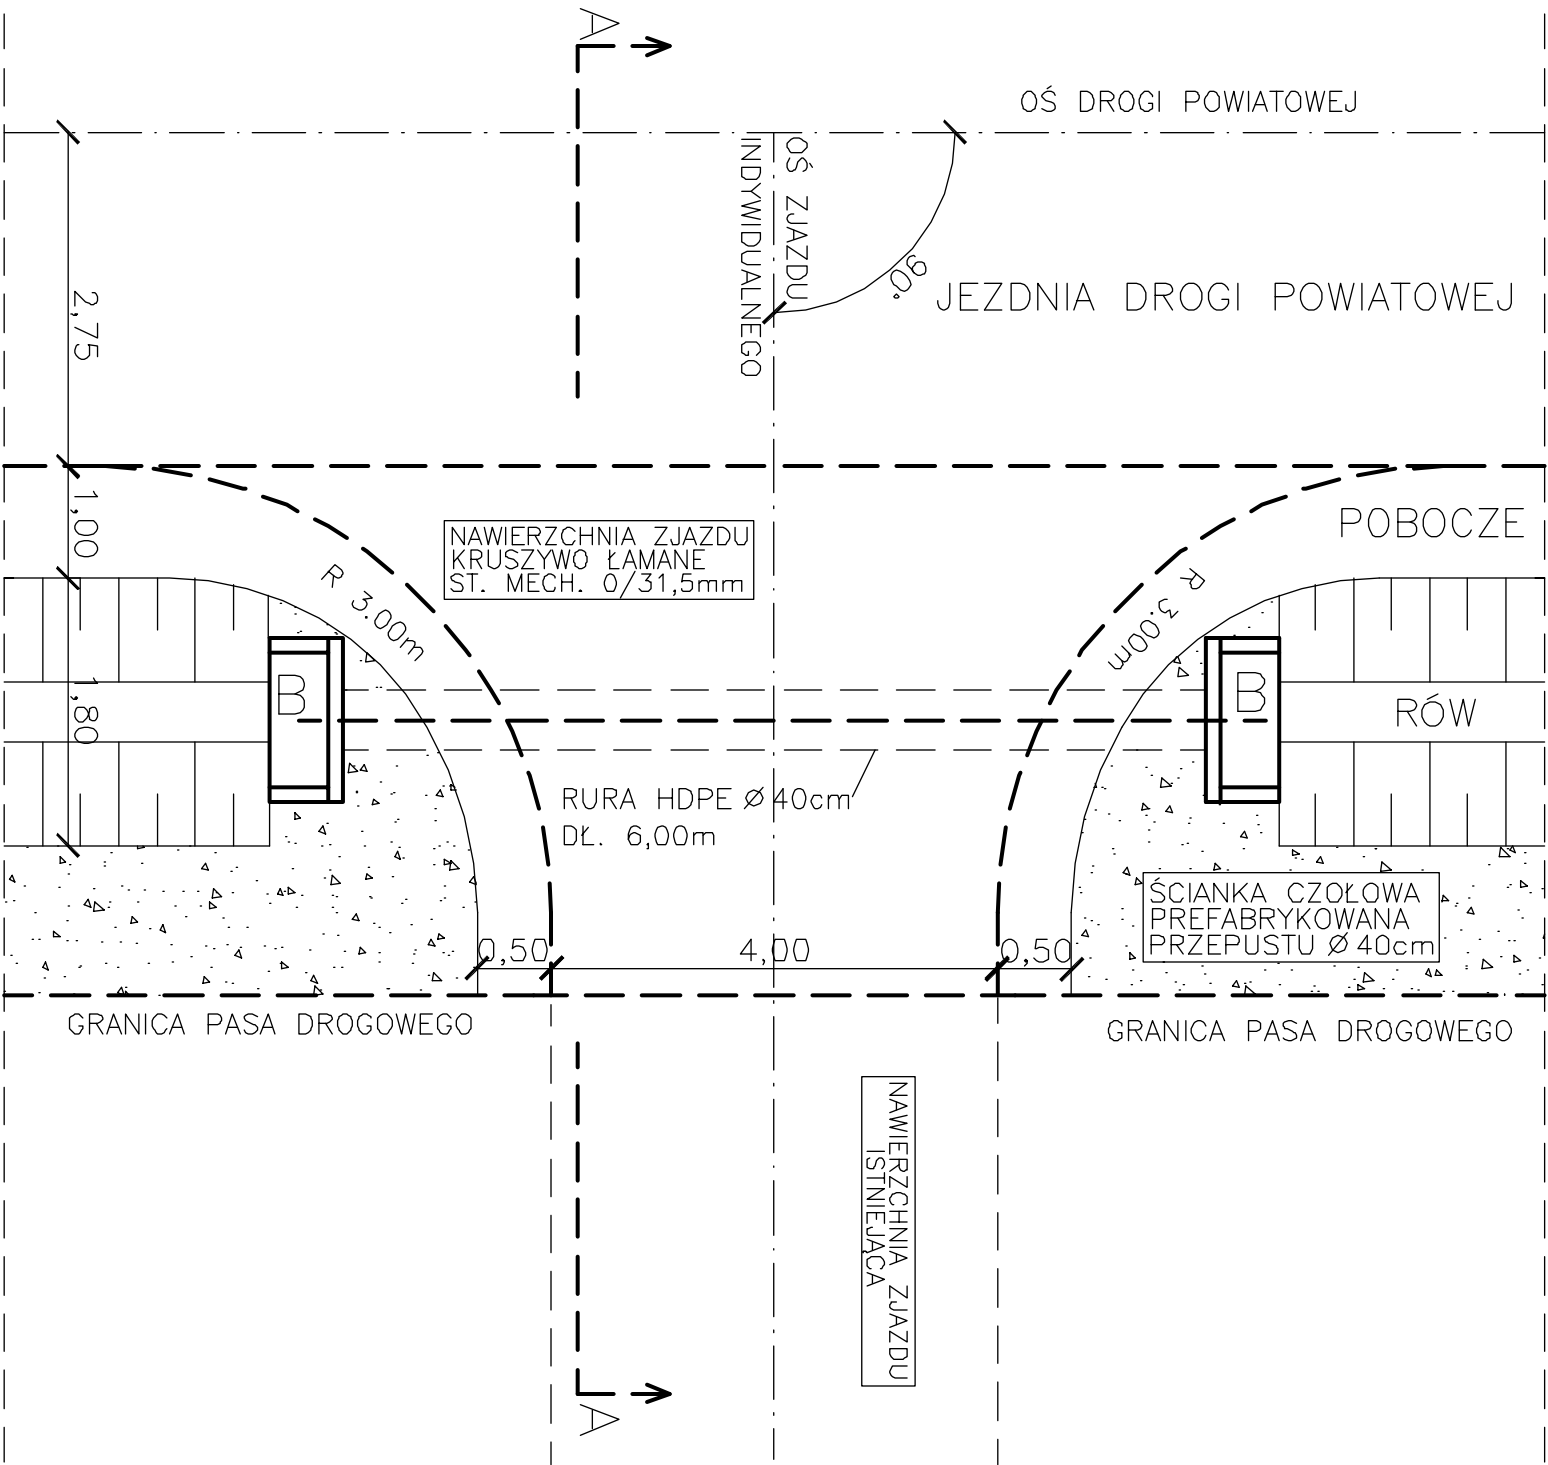 A
OŚ DROGI POWIATOWEJ
OŚ ZJAZDU
INDYWIDUALNEGO
90°
JEZDNIA DROGI POWIATOWEJ
2,75
1,00
POBOCZE
NAWIERZCHNIA ZJAZDU
KRUSZYWO ŁAMANE
ST. MECH. 0/31,5mm
R 3.00m
R 3.00m
1,80
B
B
RÓW
RURA HDPE Ø 40cm
DŁ. 6,00m
ŚCIANKA CZOŁOWA
PREFABRYKOWANA
PRZEPUSTU Ø 40cm
0,50
4,00
0,50
GRANICA PASA DROGOWEGO
GRANICA PASA DROGOWEGO
NAWIERZCHNIA ZJAZDU
ISTNIEJĄCA
A